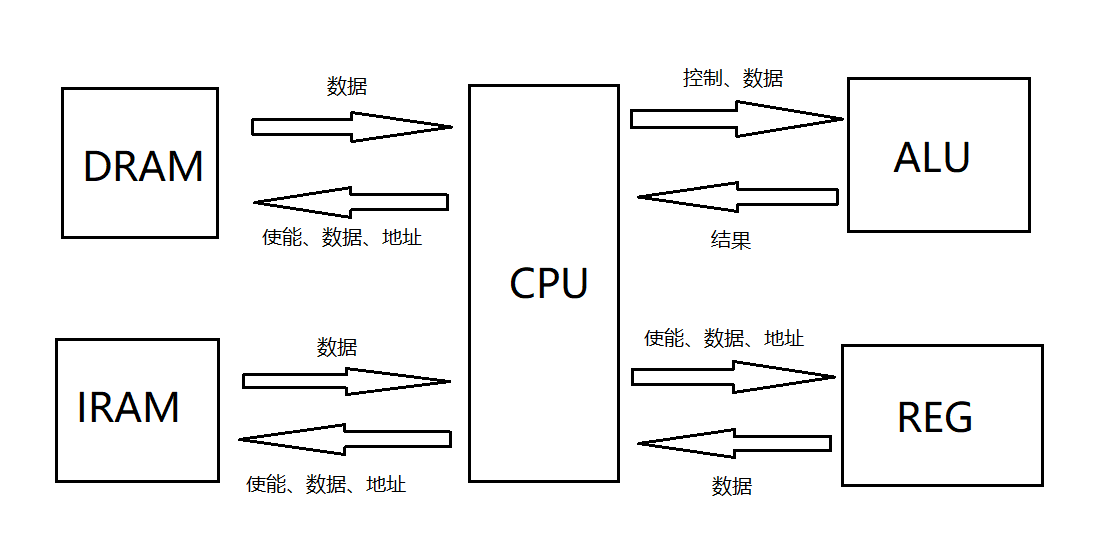 数据
控制、数据
DRAM
ALU
使能、数据、地址
结果
CPU
数据
使能、数据、地址
IRAM
REG
使能、数据、地址
数据